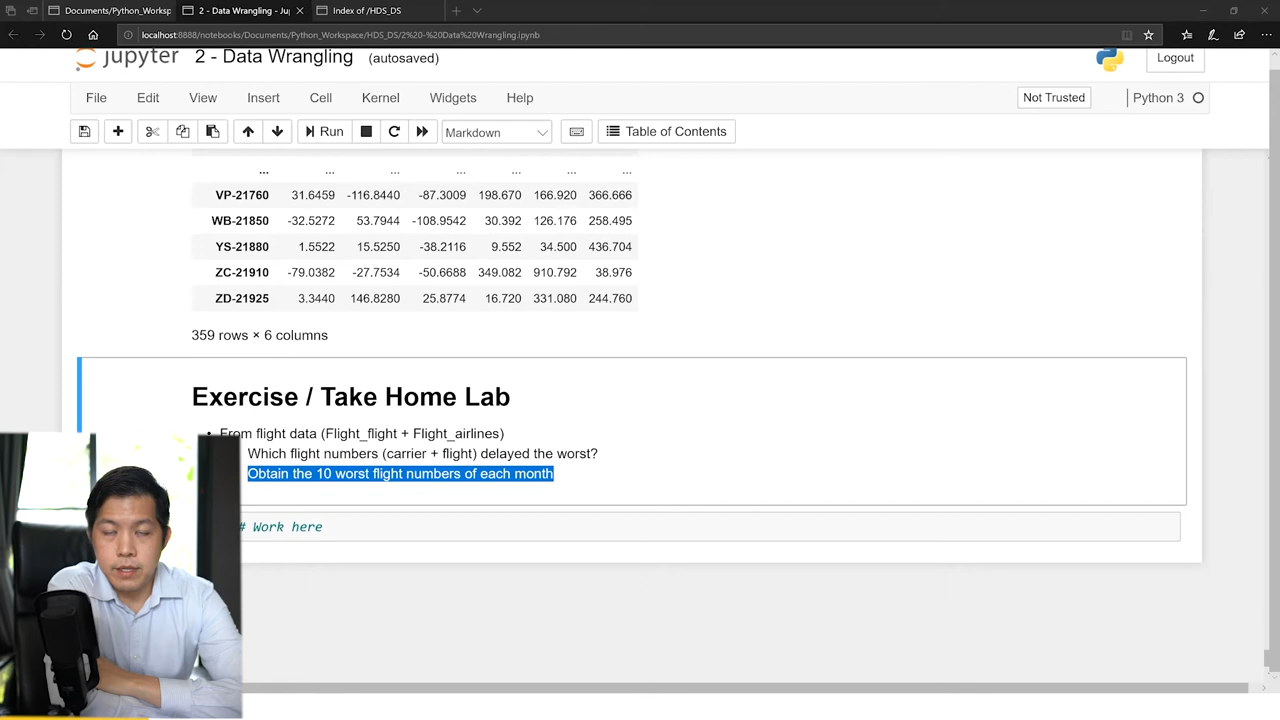 Documents/Python_Worksp
2 - Data Wrangling - Ju
Index of /HDS_DS
localhost:8888/notebooks/Documents/Python_Workspace/HDS_DS/2%20-%20Data%20Wrangling.ipynb
jupyter 2 - Data Wrangling (autosaved)
Logout
File Edit View Insert Cell Kernel Widgets Help
Not Trusted
Python 3
Run
Markdown
Table of Contents
... ... ... ... ... ... ...
VP-21760 31.6459 -116.8440 -87.3009 198.670 166.920 366.666
WB-21850 -32.5272 53.7944 -108.9542 30.392 126.176 258.495
YS-21880 1.5522 15.5250 -38.2116 9.552 34.500 436.704
ZC-21910 -79.0382 -27.7534 -50.6688 349.082 910.792 38.976
ZD-21925 3.3440 146.8280 25.8774 16.720 331.080 244.760
359 rows × 6 columns
Exercise / Take Home Lab
• From flight data (Flight_flight + Flight_airlines)
Which flight numbers (carrier + flight) delayed the worst?
Obtain the 10 worst flight numbers of each month
# Work here